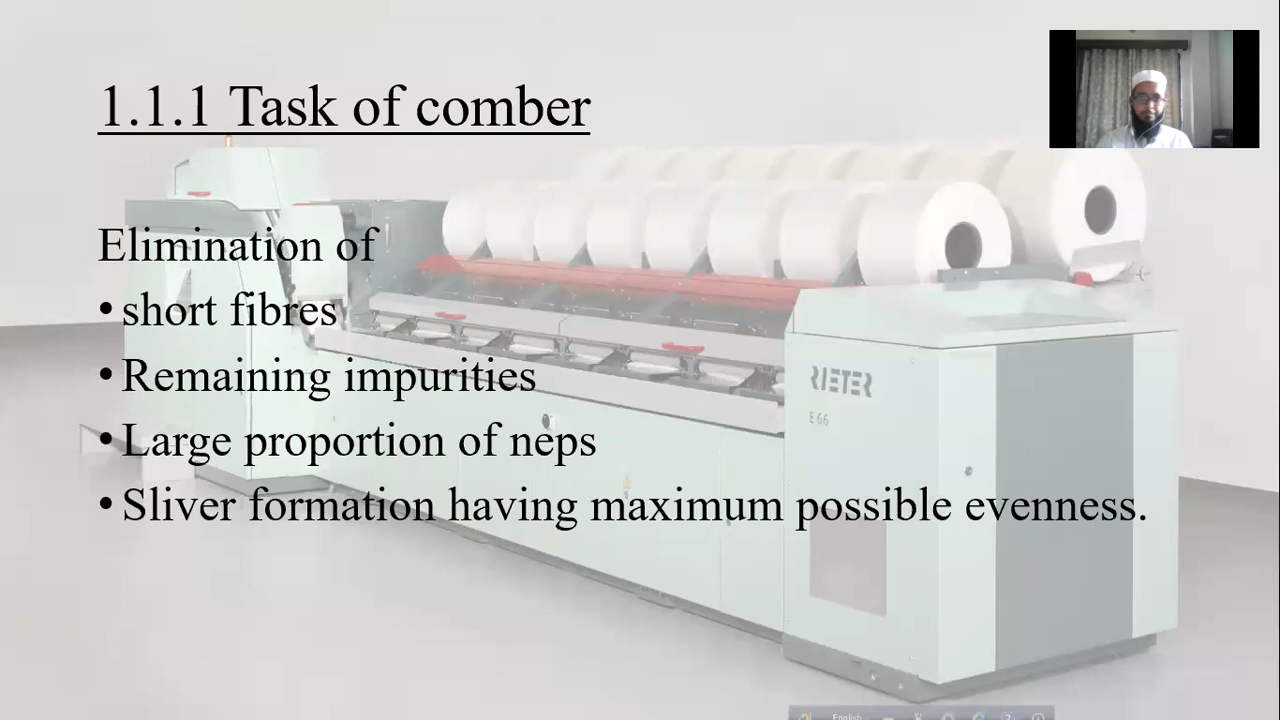 1.1.1 Task of comber
Elimination of
• short fibres
• Remaining impurities
• Large proportion of neps
• Sliver formation having maximum possible evenness.
RIETER
E 66
English